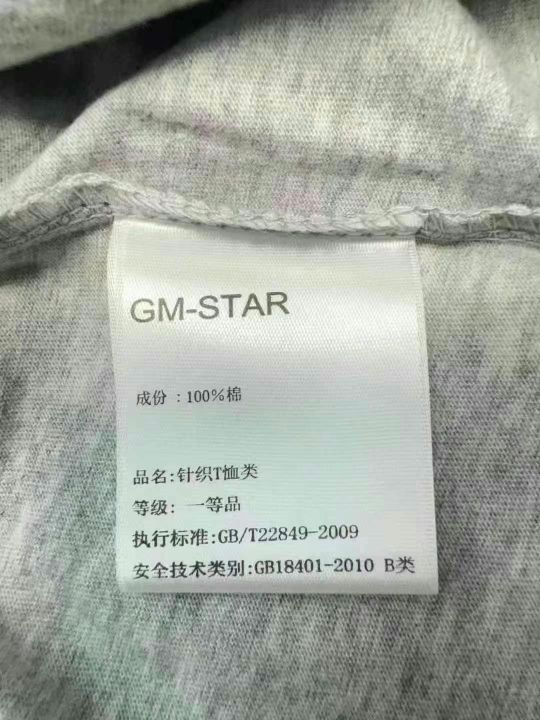 GM-STAR
成份 : 100%棉
品名:针织T恤类
等级: 一等品
执行标准:GB/T22849-2009
安全技术类别:GB18401-2010 B类